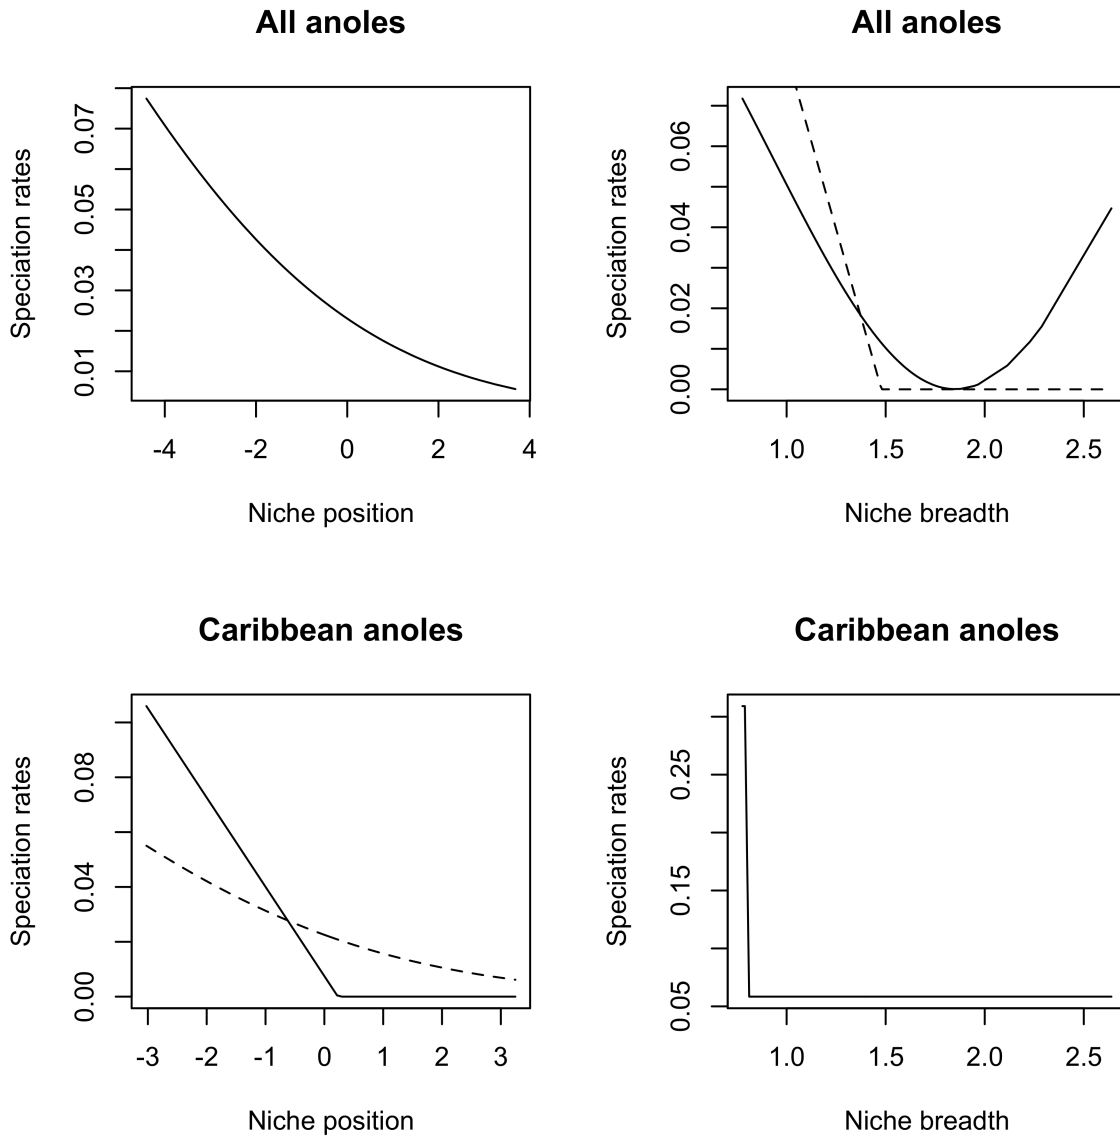 All anoles
Speciation rates
0.07
0.05
0.03
0.01
-4 -2 0 2 4
Niche position
All anoles
Speciation rates
0.06
0.04
0.02
0.00
1.0 1.5 2.0 2.5
Niche breadth
Caribbean anoles
Speciation rates
0.08
0.04
0.00
-3 -2 -1 0 1 2 3
Niche position
Caribbean anoles
Speciation rates
0.25
0.15
0.05
1.0 1.5 2.0 2.5
Niche breadth